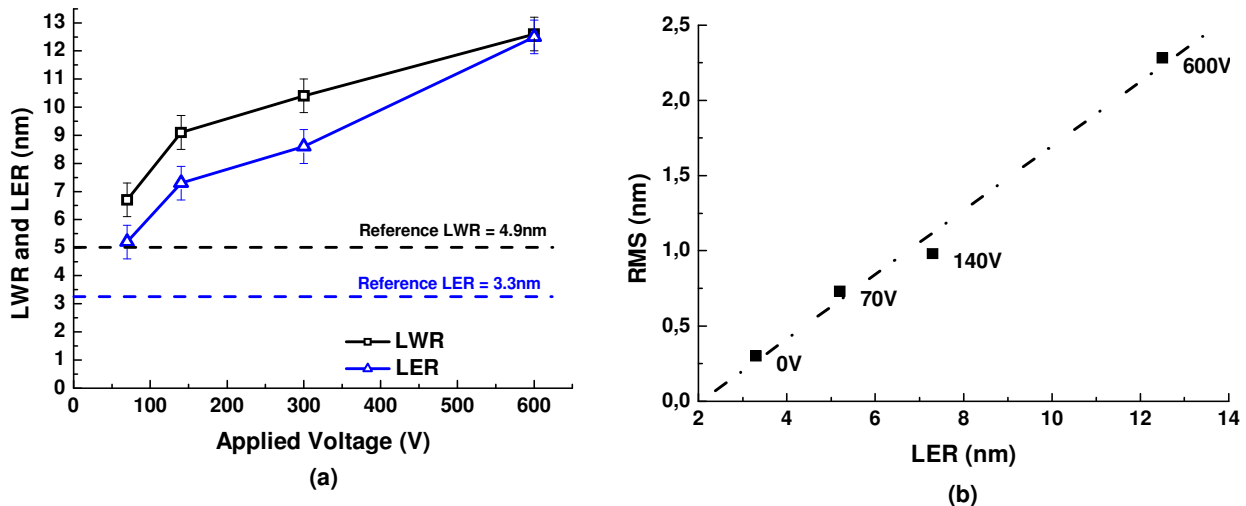 13
12
11
10
9
8
7
6
5
4
3
2
1
0
LWR and LER (nm)
Reference LWR = 4.9nm
Reference LER = 3.3nm
LWR
LER
0 100 200 300 400 500 600
Applied Voltage (V)
(a)
2,5
2,0
1,5
1,0
0,5
0,0
RMS (nm)
600V
140V
70V
0V
2 4 6 8 10 12 14
LER (nm)
(b)